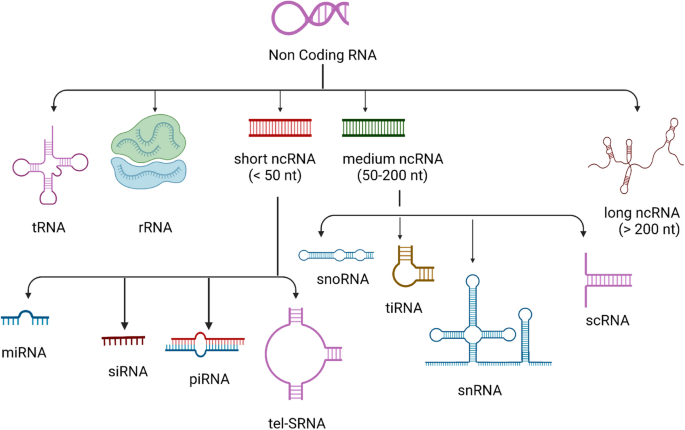 Non Coding RNA
tRNA
rRNA
short ncRNA
(< 50 nt)
medium ncRNA
(50-200 nt)
long ncRNA
(> 200 nt)
snoRNA
tiRNA
snRNA
scRNA
miRNA
siRNA
piRNA
tel-SRNA